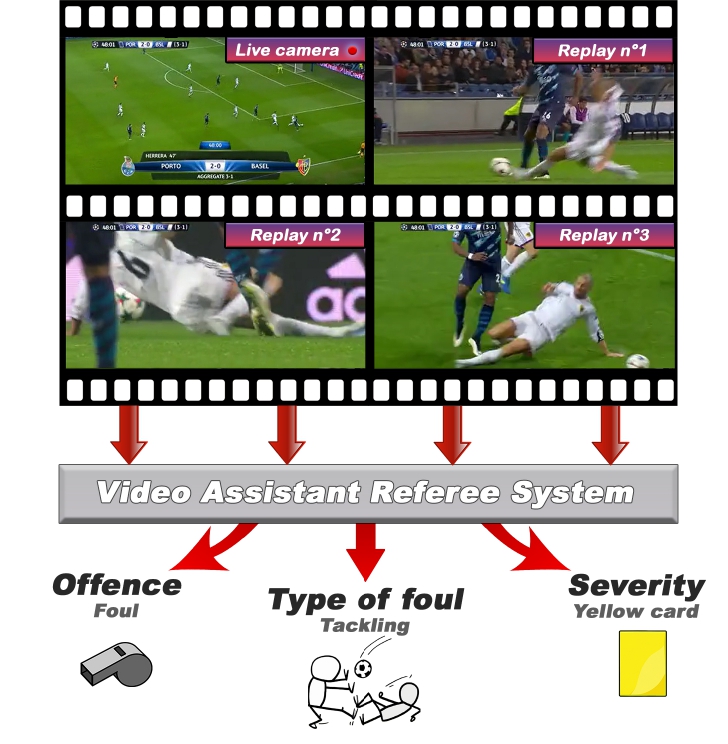 48:01 POR 2-0 BSL (3-1)
Live camera
48:00
HERRERA 47'
PORTO 2-0 BASEL
AGGREGATE 3-1
48:01 POR 2-0 BSL (3-1)
Replay n°1
48:01 POR 2-0 BSL (3-1)
Replay n°2
6
ad
48:01 POR 2-0 BSL (3-1)
Replay n°3
Video Assistant Referee System
Offence
Foul
Type of foul
Tackling
Severity
Yellow card